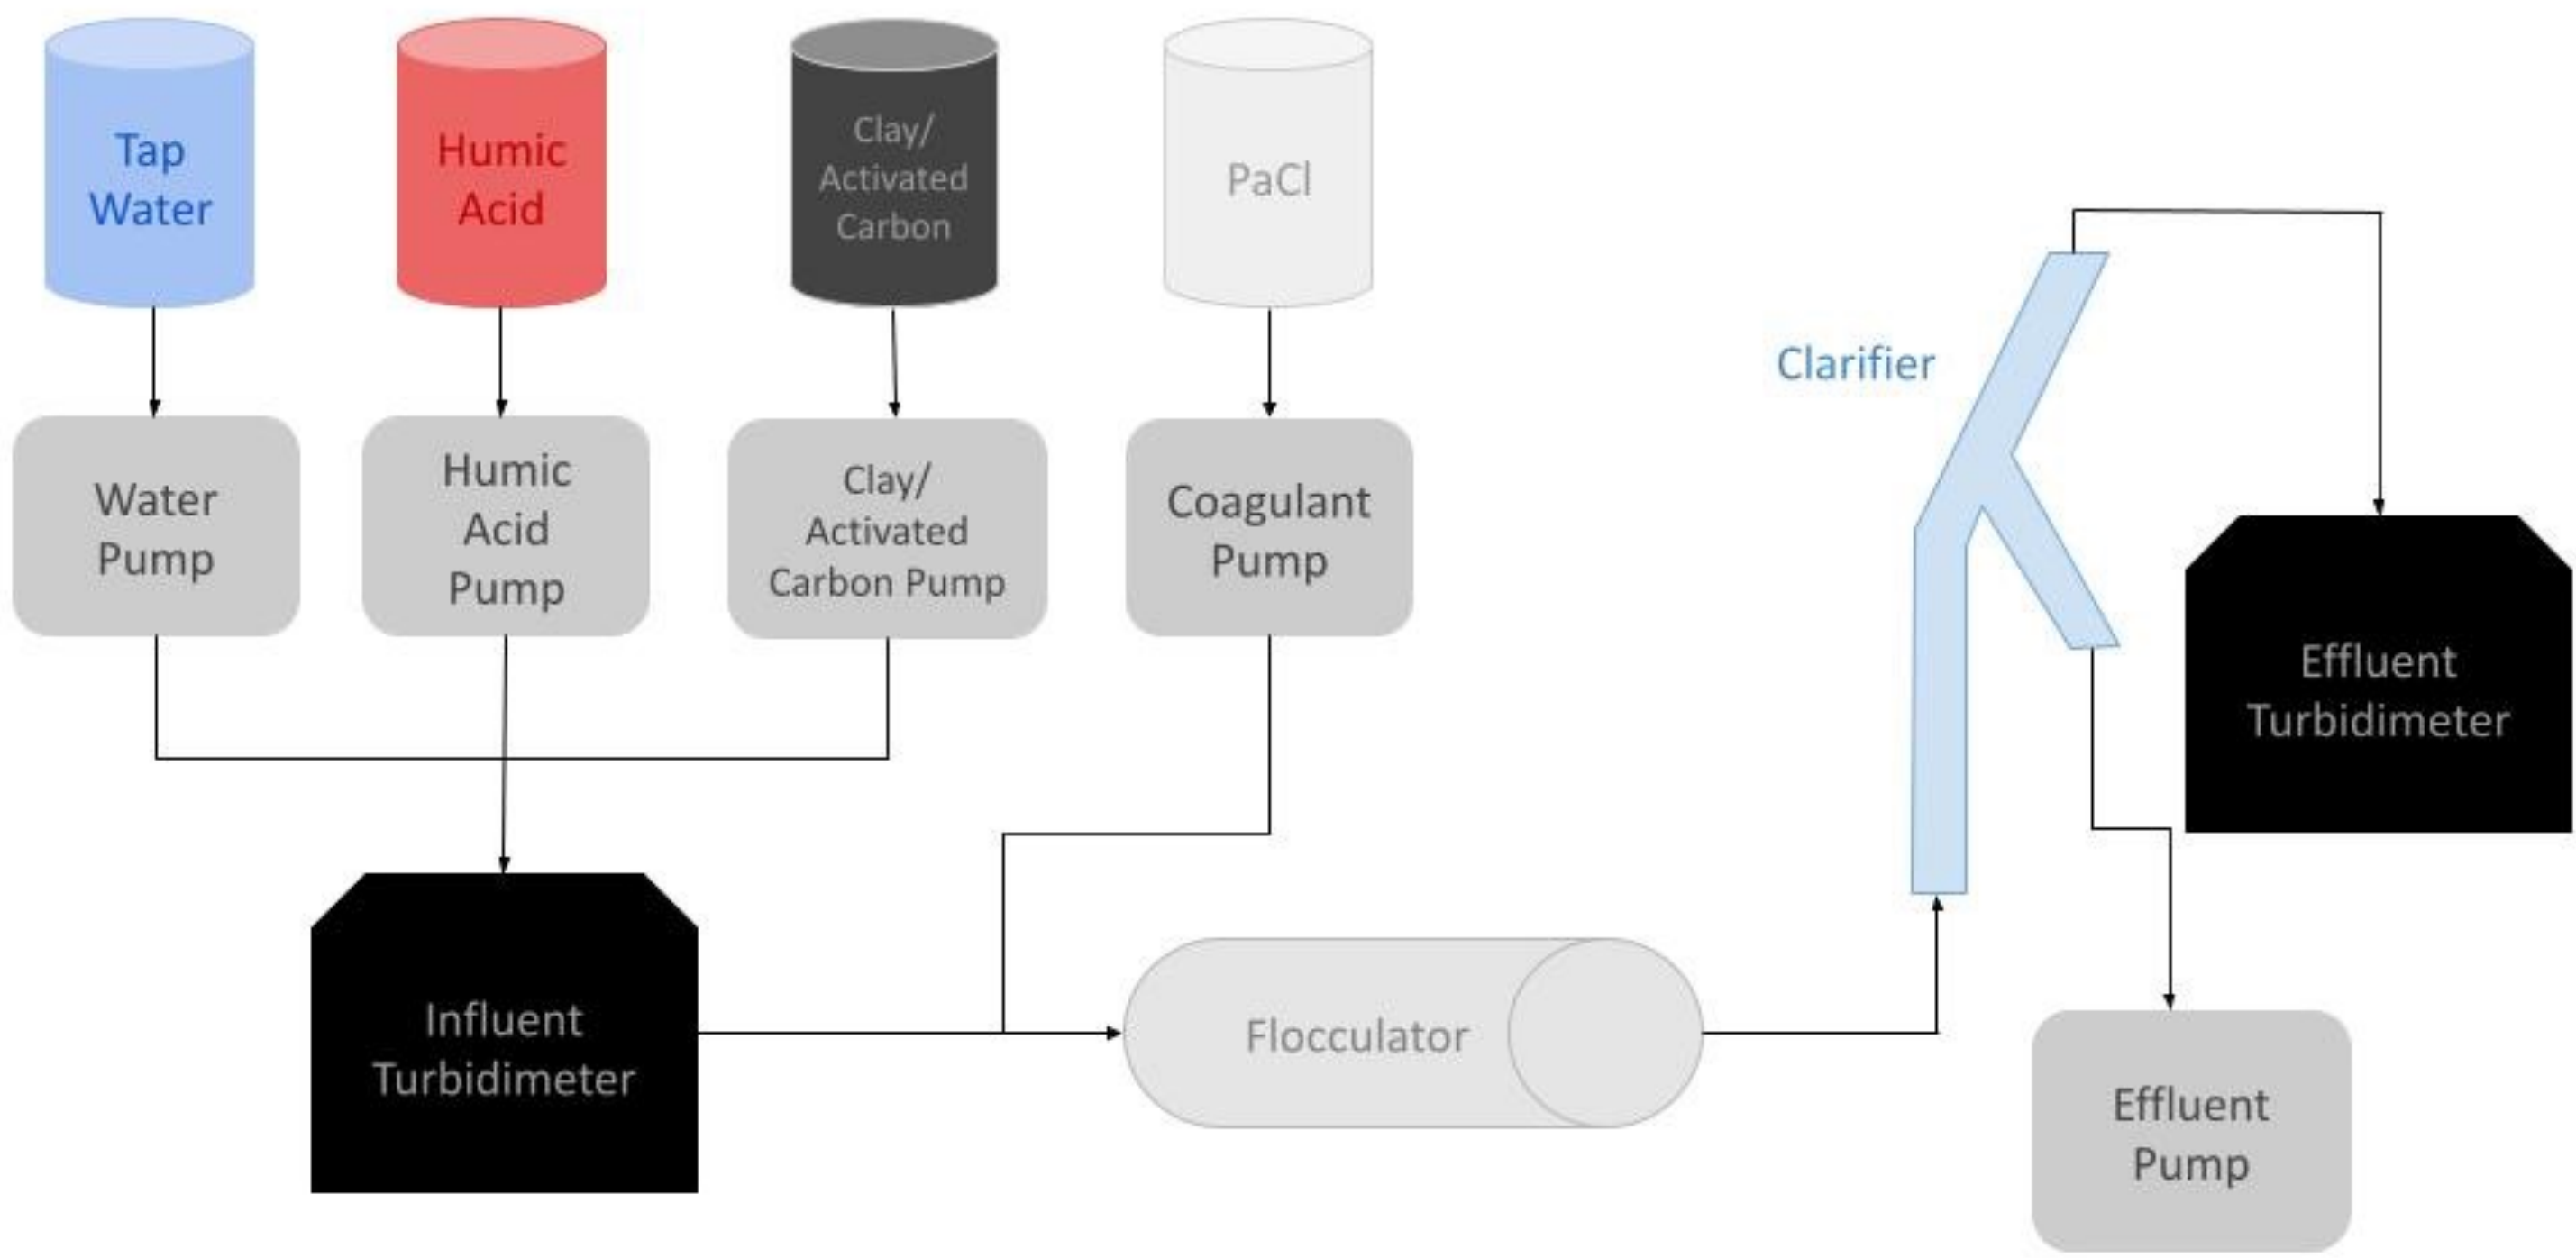 Tap
Water
Humic
Acid
Clay/
Activated
Carbon
PaCl
Clarifier
Water
Pump
Humic
Acid
Pump
Clay/
Activated
Carbon Pump
Coagulant
Pump
Effluent
Turbidimeter
Influent
Turbidimeter
Flocculator
Effluent
Pump